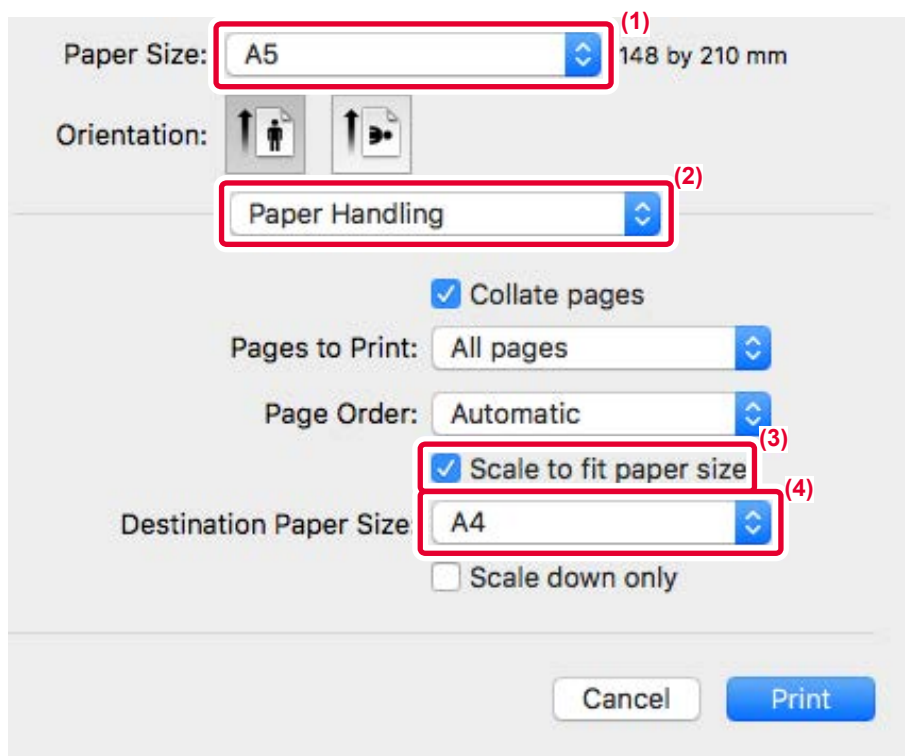 (1)
Paper Size: A5 148 by 210 mm
Orientation:
(2)
Paper Handling
Collate pages
Pages to Print: All pages
Page Order: Automatic
(3)
Scale to fit paper size
(4)
Destination Paper Size: A4
Scale down only
Cancel Print